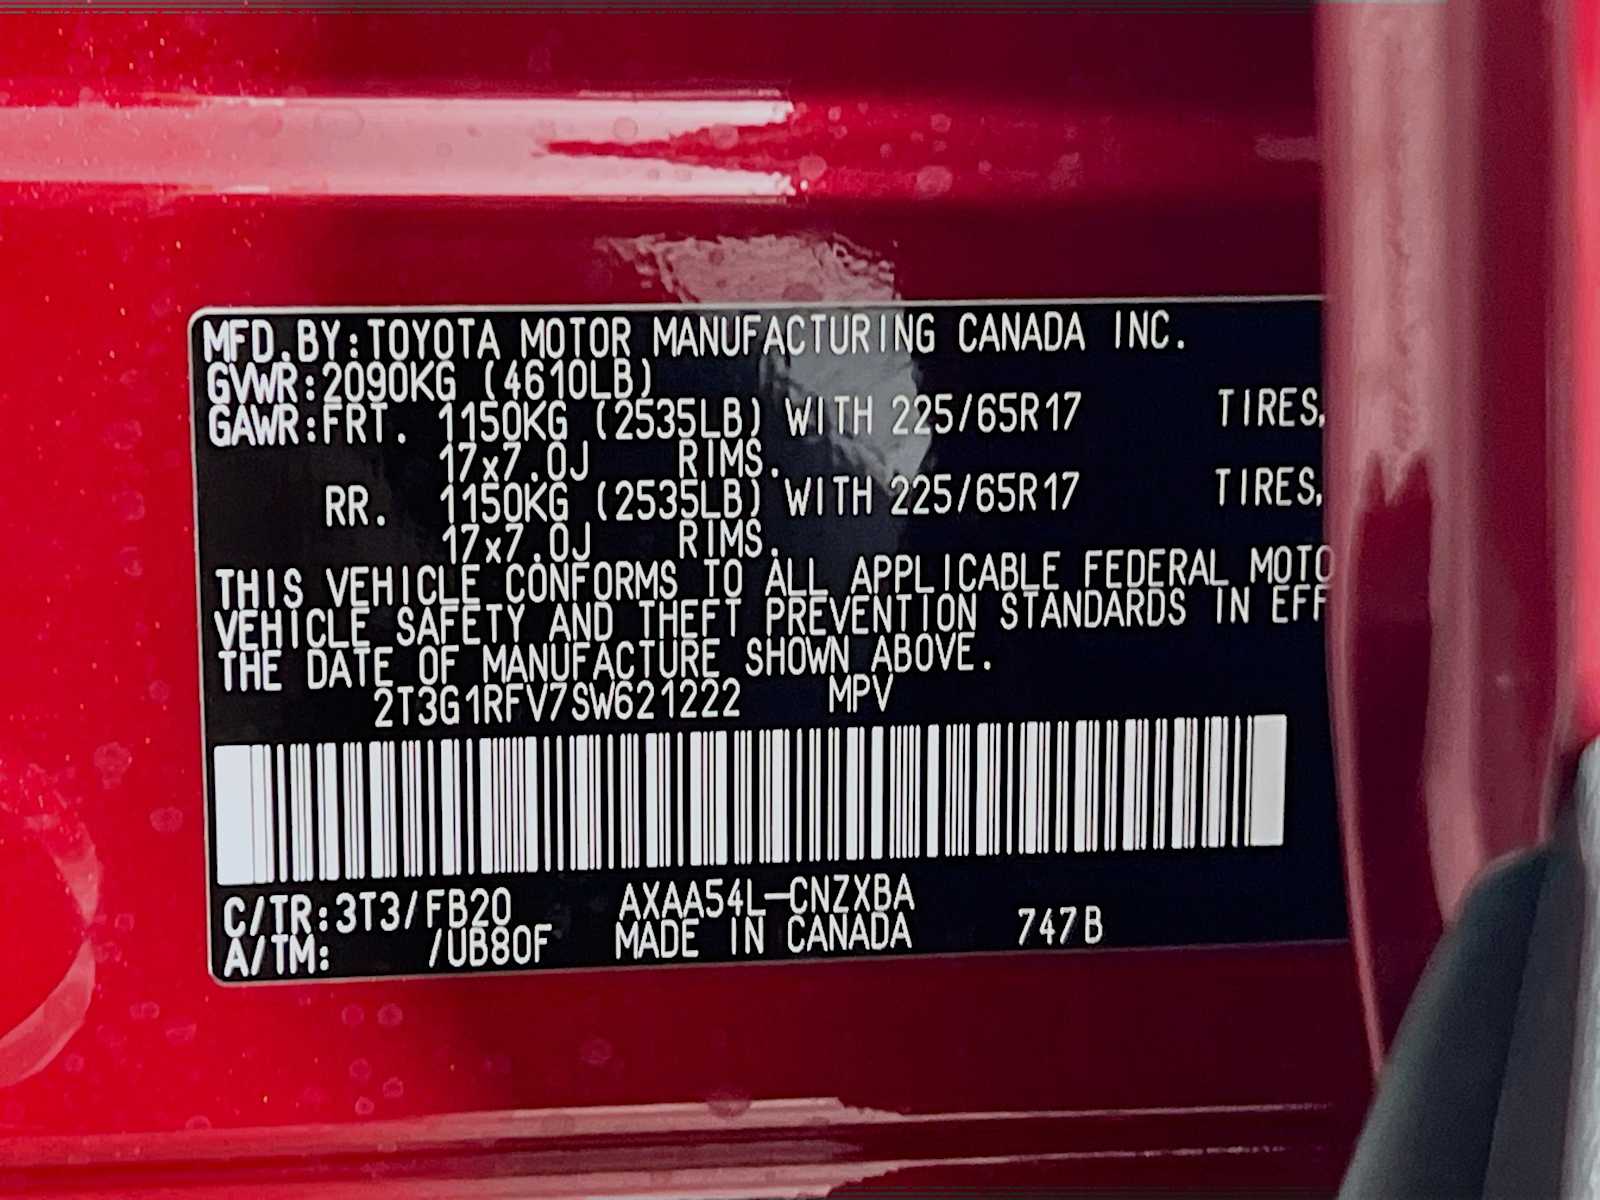 MFD.BY:TOYOTA MOTOR MANUFACTURING CANADA INC.
GVWR:2090KG (4610LB)
GAWR:FRT. 1150KG (2535LB) WITH 225/65R17 TIRES,
17x7.0J RIMS.
RR. 1150KG (2535LB) WITH 225/65R17 TIRES,
17x7.0J RIMS.
THIS VEHICLE CONFORMS TO ALL APPLICABLE FEDERAL MOTO
VEHICLE SAFETY AND THEFT PREVENTION STANDARDS IN EFF
THE DATE OF MANUFACTURE SHOWN ABOVE.
2T3G1RFV7SW621222 MPV
C/TR:3T3/FB20 AXAA54L-CNZXBA
A/TM: /UB80F MADE IN CANADA 747B